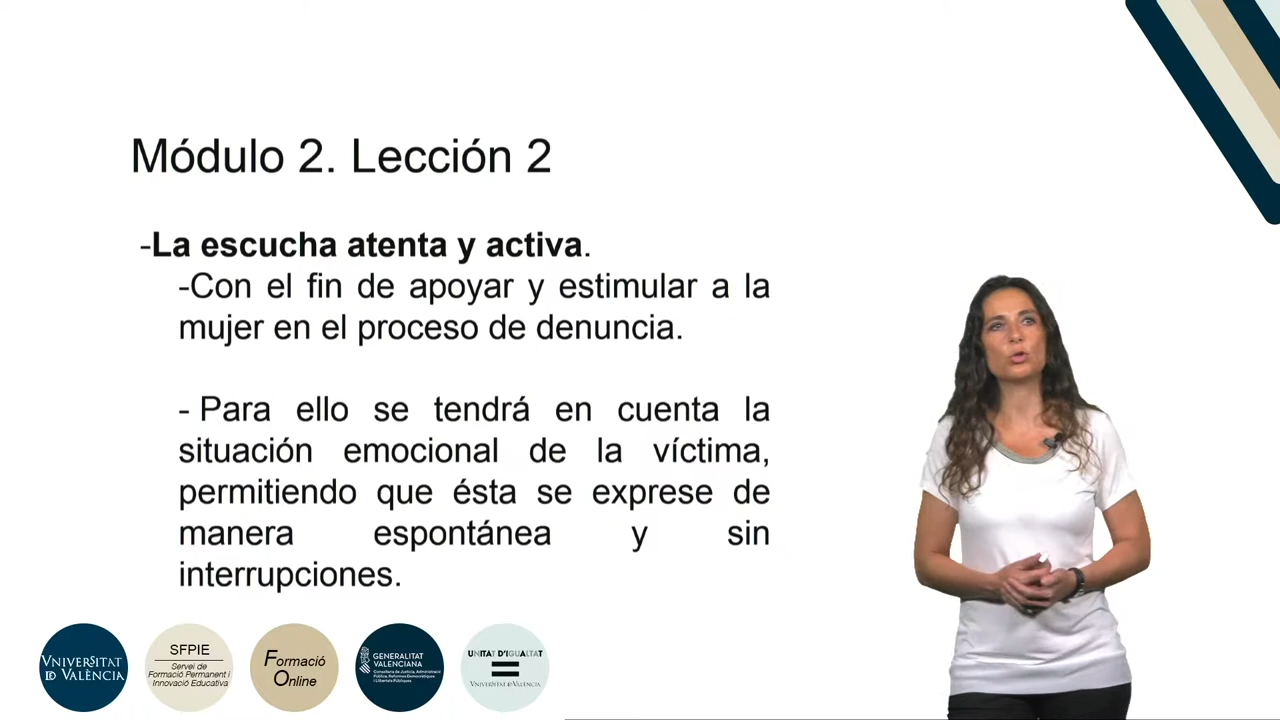 Módulo 2. Lección 2
-La escucha atenta y activa.
-Con el fin de apoyar y estimular a la
mujer en el proceso de denuncia.
- Para ello se tendrá en cuenta la
situación emocional de la víctima,
permitiendo que ésta se exprese de
manera espontánea y sin
interrupciones.
VNIVERSITAT
ID VALÈNCIA
SFPIE
Servei de
Formació Permanent i
Innovació Educativa
Formació
Online
GENERALITAT
VALENCIANA
Conselleria de Justícia, Administració
Pública, Reformes Democràtiques
i Llibertats Públiques
UNITAT D'IGUALTAT
VNIVERSITAT ID VALÈNCIA